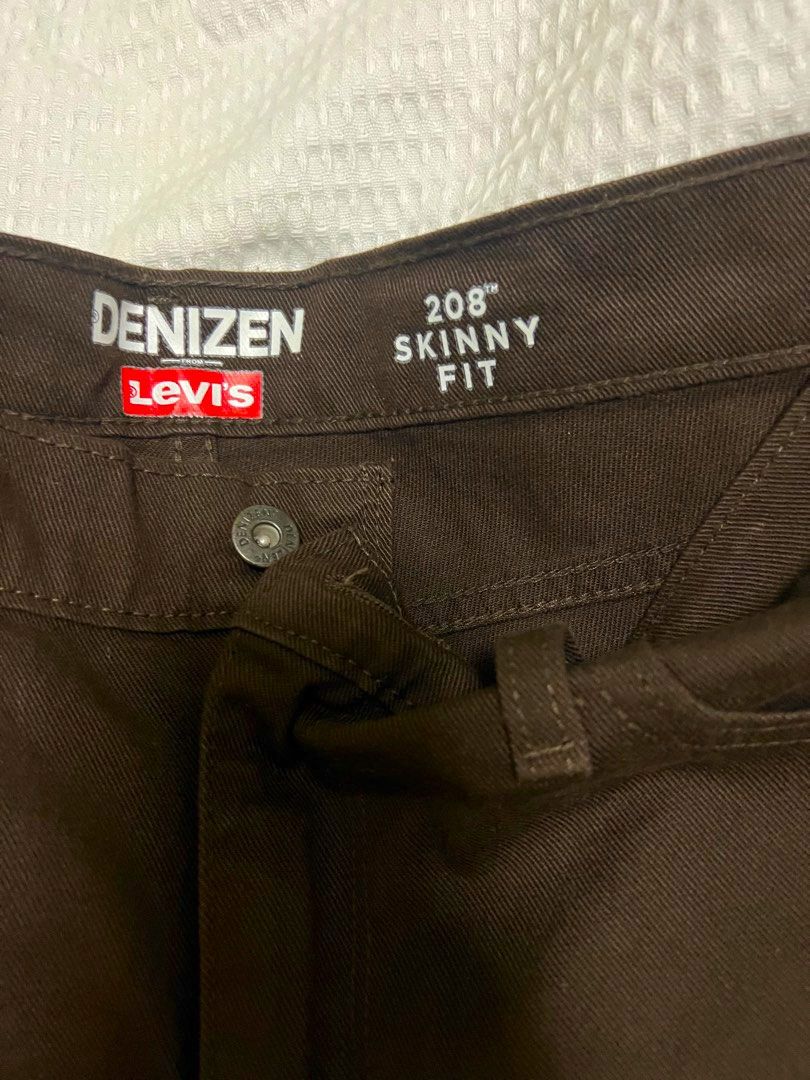 DENIZEN®
FROM
Levi's®
208™
SKINNY
FIT
DENIZEN